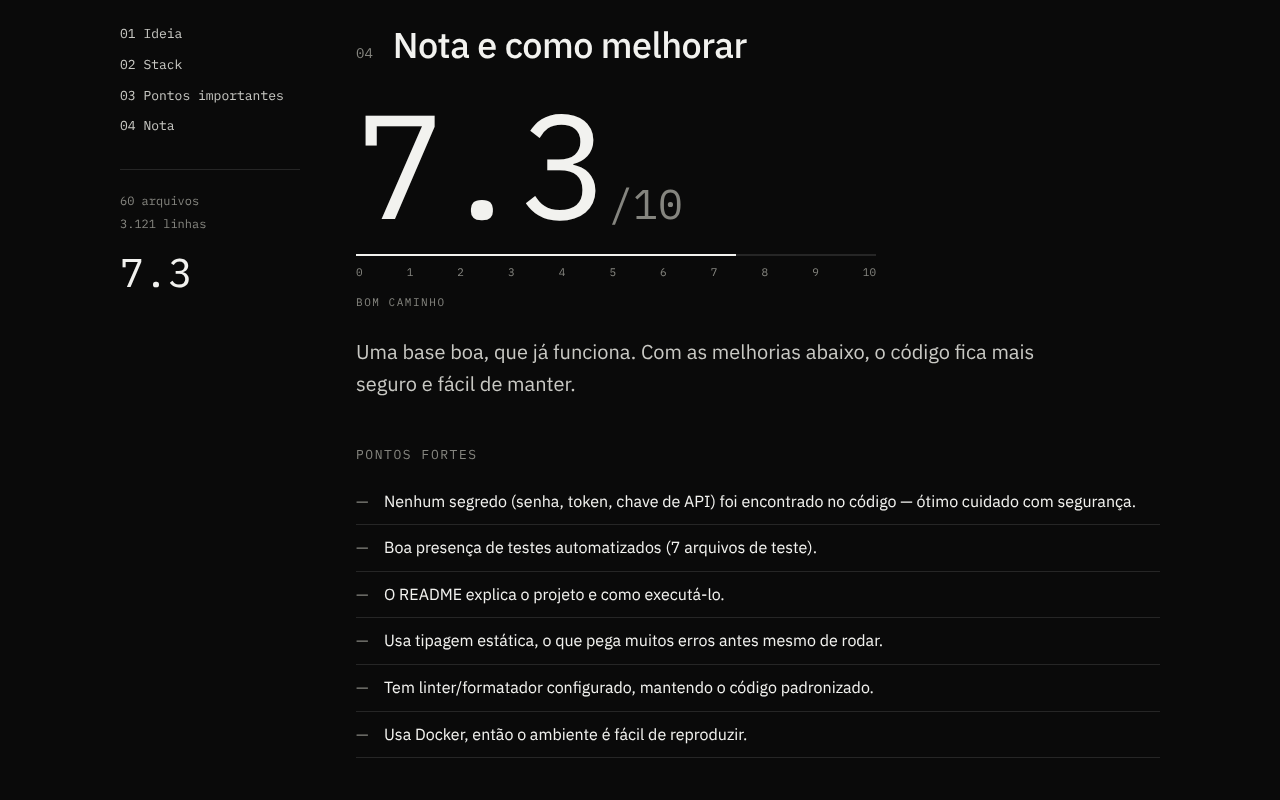 01 Ideia
02 Stack
03 Pontos importantes
04 Nota
60 arquivos
3.121 linhas
7.3
04 Nota e como melhorar
7.3/10
0 1 2 3 4 5 6 7 8 9 10
BOM CAMINHO
Uma base boa, que já funciona. Com as melhorias abaixo, o código fica mais
seguro e fácil de manter.
PONTOS FORTES
— Nenhum segredo (senha, token, chave de API) foi encontrado no código — ótimo cuidado com segurança.
— Boa presença de testes automatizados (7 arquivos de teste).
— O README explica o projeto e como executá-lo.
— Usa tipagem estática, o que pega muitos erros antes mesmo de rodar.
— Tem linter/formatador configurado, mantendo o código padronizado.
— Usa Docker, então o ambiente é fácil de reproduzir.